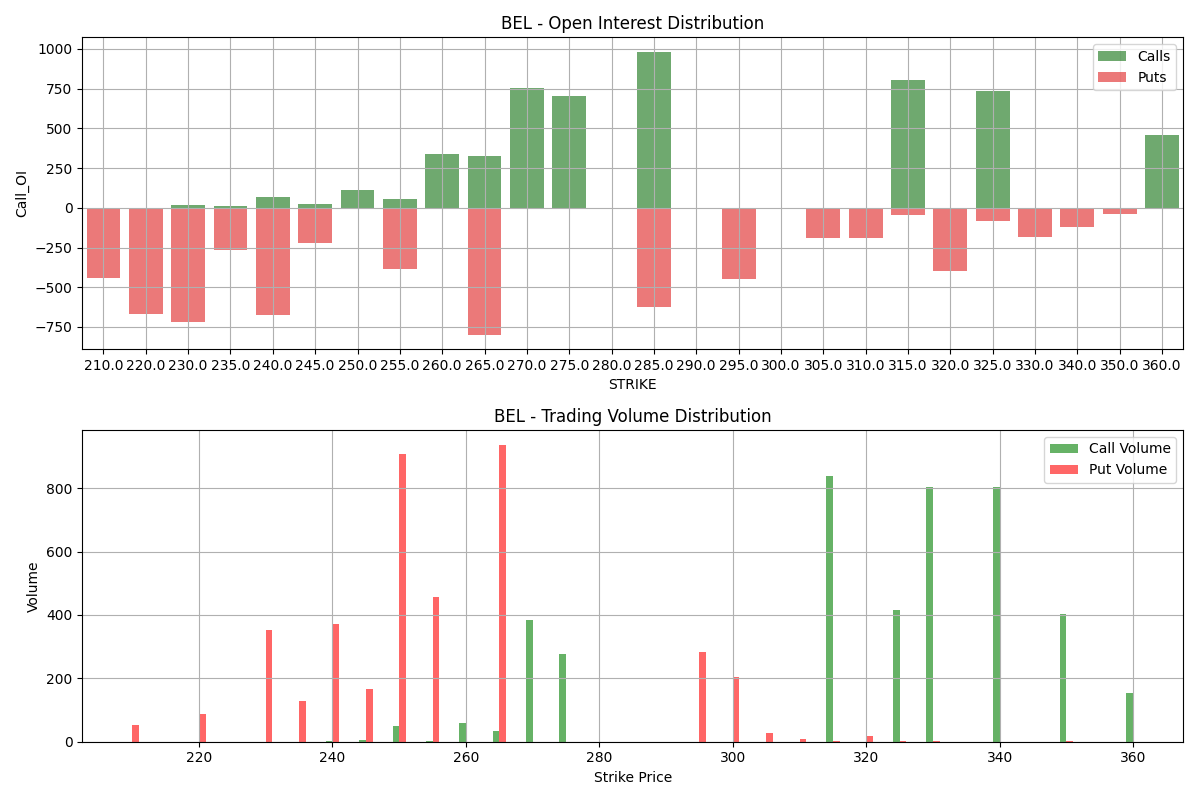 BEL - Open Interest Distribution
Calls
Puts
1000
750
500
250
0
−250
−500
−750
Call_OI
210.0 220.0 230.0 235.0 240.0 245.0 250.0 255.0 260.0 265.0 270.0 275.0 280.0 285.0 290.0 295.0 300.0 305.0 310.0 315.0 320.0 325.0 330.0 340.0 350.0 360.0
STRIKE
BEL - Trading Volume Distribution
Call Volume
Put Volume
800
600
400
200
0
Volume
220 240 260 280 300 320 340 360
Strike Price